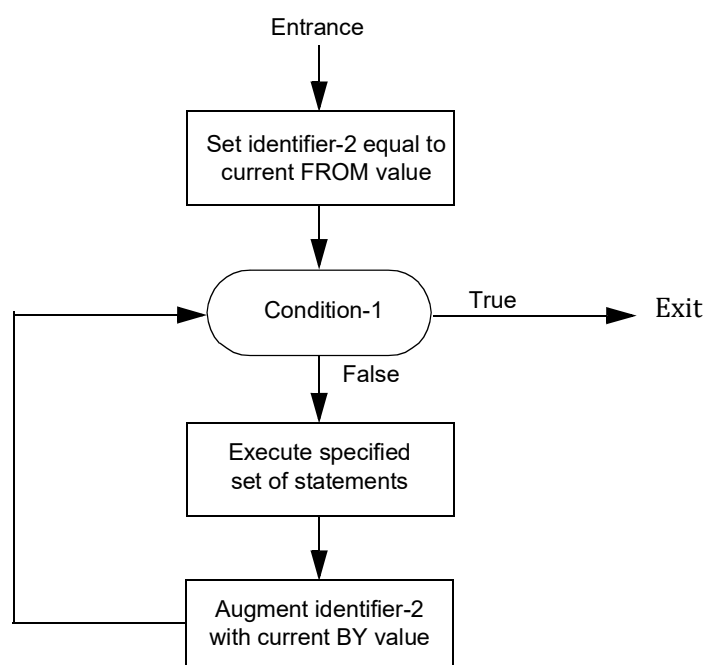 Entrance
Set identifier-2 equal to
current FROM value
Condition-1
True
Exit
False
Execute specified
set of statements
Augment identifier-2
with current BY value